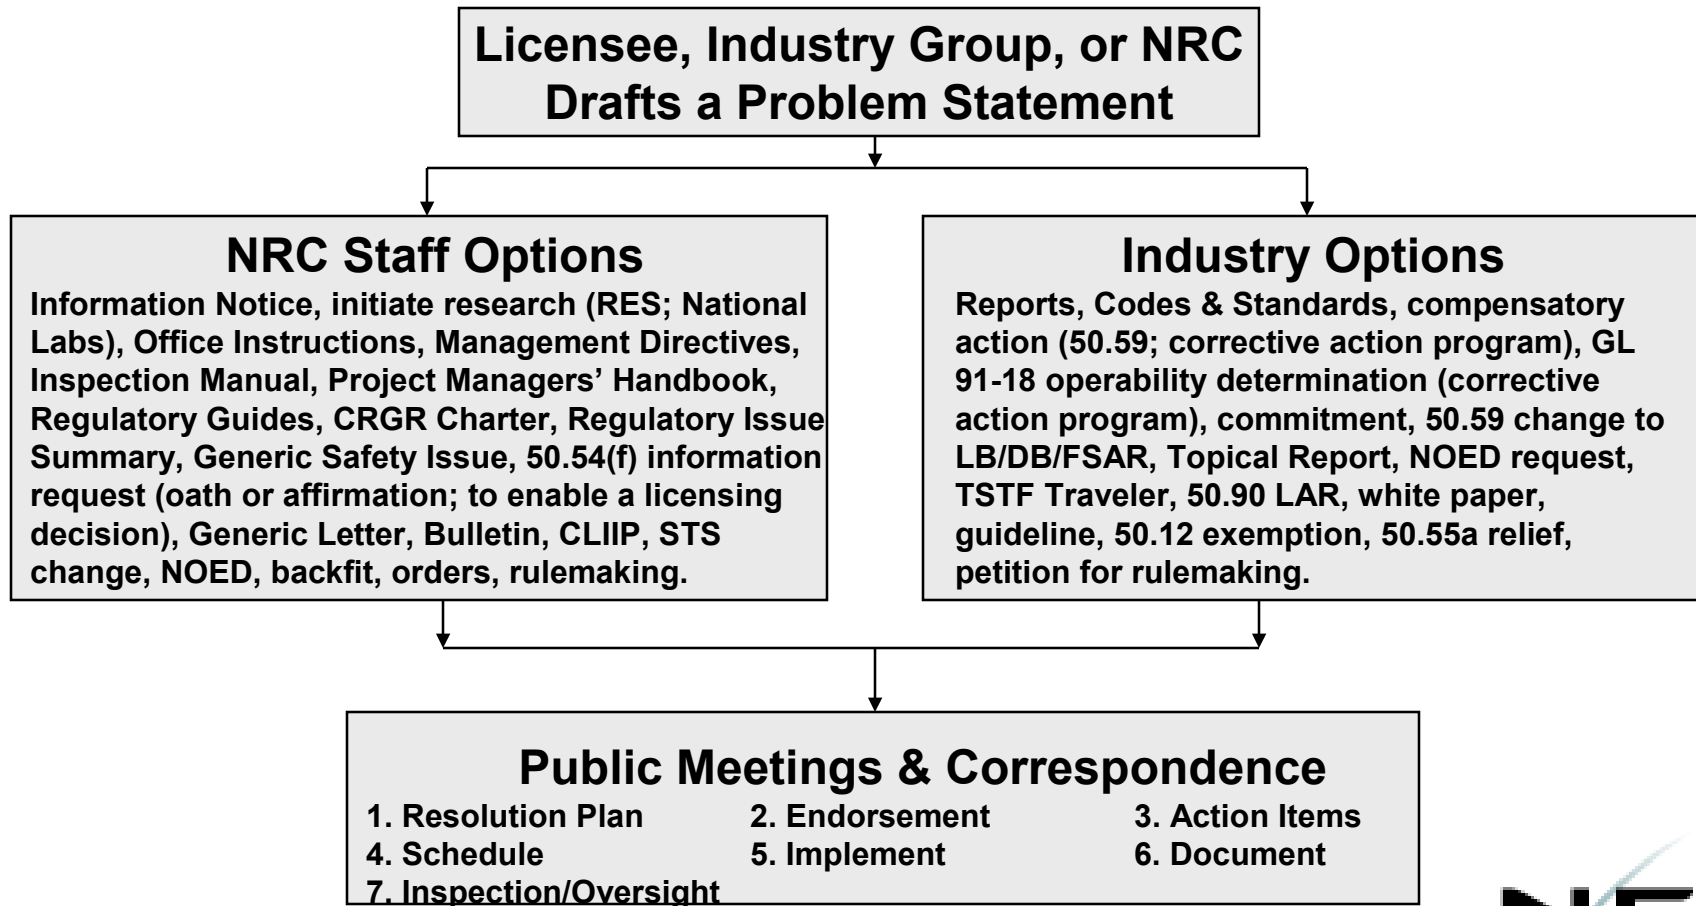 Licensee, Industry Group, or NRC
Drafts a Problem Statement
NRC Staff Options
Information Notice, initiate research (RES; National
Labs), Office Instructions, Management Directives,
Inspection Manual, Project Managers’ Handbook,
Regulatory Guides, CRGR Charter, Regulatory Issue
Summary, Generic Safety Issue, 50.54(f) information
request (oath or affirmation; to enable a licensing
decision), Generic Letter, Bulletin, CLIIP, STS
change, NOED, backfit, orders, rulemaking.
Industry Options
Reports, Codes & Standards, compensatory
action (50.59; corrective action program), GL
91-18 operability determination (corrective
action program), commitment, 50.59 change to
LB/DB/FSAR, Topical Report, NOED request,
TSTF Traveler, 50.90 LAR, white paper,
guideline, 50.12 exemption, 50.55a relief,
petition for rulemaking.
Public Meetings & Correspondence
1. Resolution Plan 2. Endorsement 3. Action Items
4. Schedule 5. Implement 6. Document
7. Inspection/Oversight